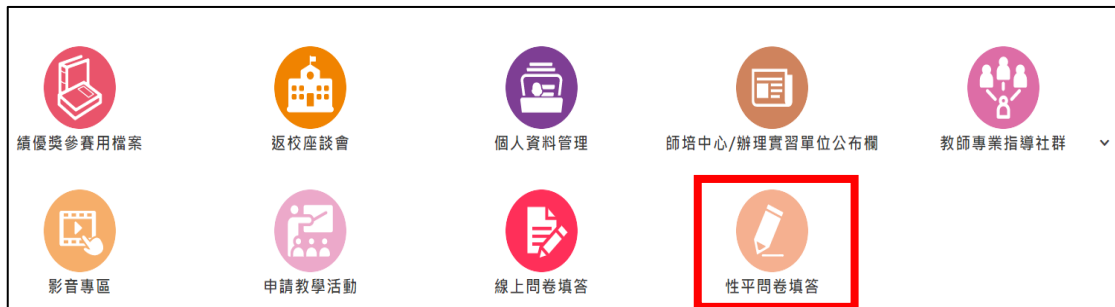 績優獎參賽用檔案
返校座談會
個人資料管理
師培中心/辦理實習單位公布欄
教師專業指導社群
影音專區
申請教學活動
線上問卷填答
性平問卷填答